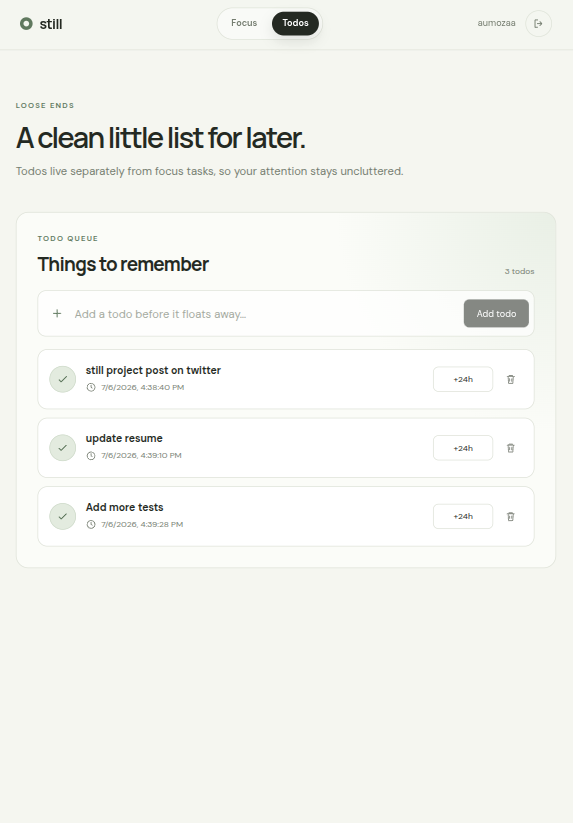 still
Focus
Todos
aumozaa
LOOSE ENDS
A clean little list for later.
Todos live separately from focus tasks, so your attention stays uncluttered.
TODO QUEUE
Things to remember
3 todos
Add a todo before it floats away...
Add todo
still project post on twitter
7/6/2026, 4:38:40 PM
+24h
update resume
7/6/2026, 4:39:10 PM
+24h
Add more tests
7/6/2026, 4:39:28 PM
+24h